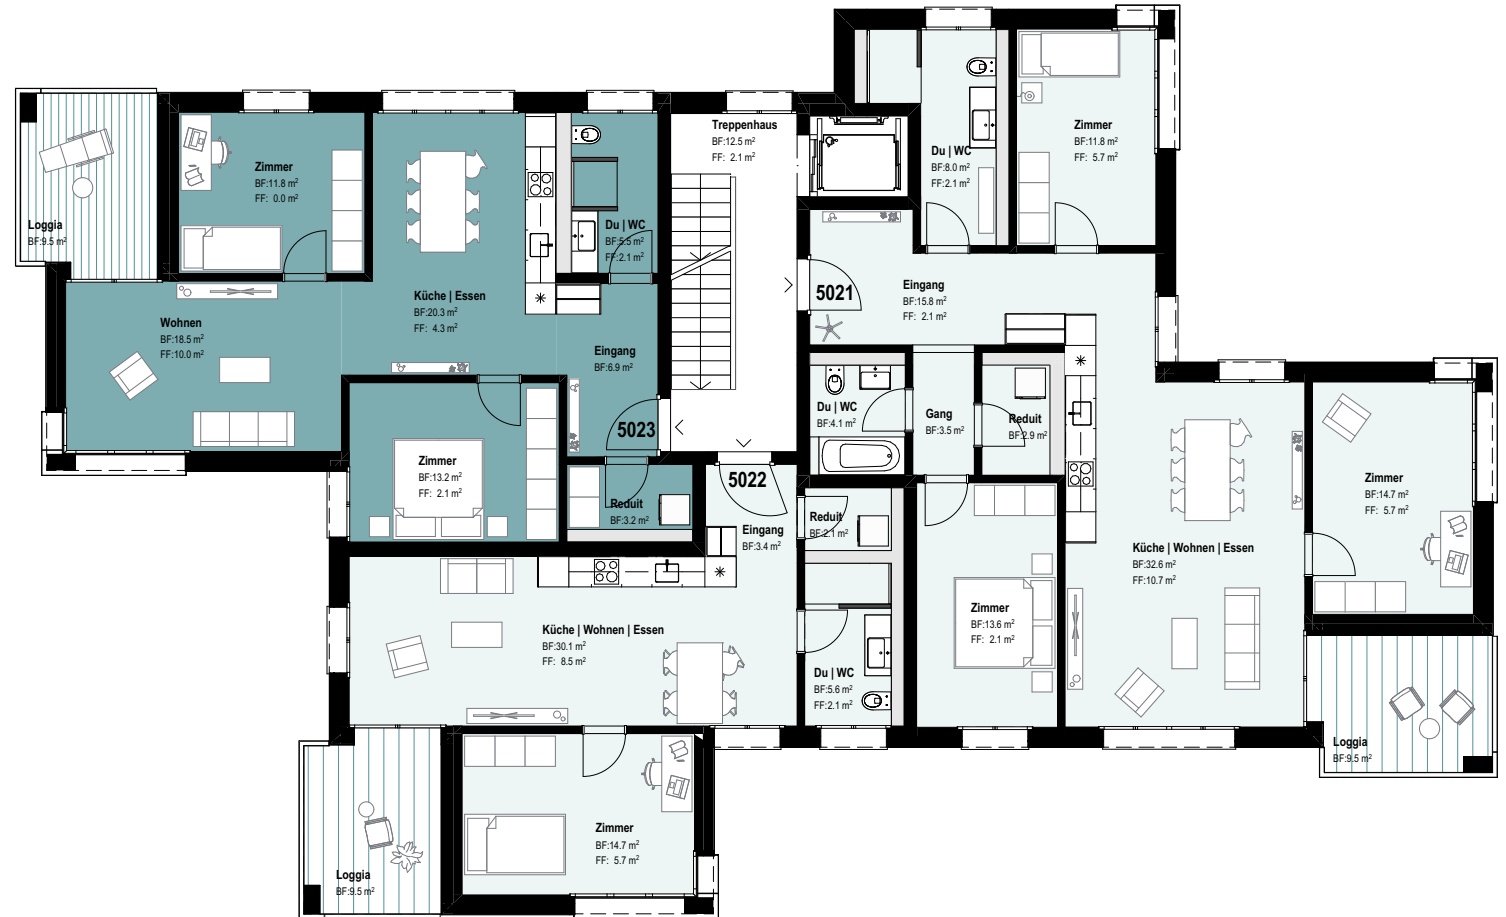 Treppenhaus
BF:12.5 m²
FF: 2.1 m²
Zimmer
BF:11.8 m²
FF: 5.7 m²
Du | WC
BF:8.0 m²
FF:2.1 m²
Zimmer
BF:11.8 m²
FF: 0.0 m²
Loggia
BF:9.5 m²
Du | WC
BF:5.5 m²
FF:2.1 m²
Küche | Essen
BF:20.3 m²
FF: 4.3 m²
5021
Eingang
BF:15.8 m²
FF: 2.1 m²
Wohnen
BF:18.5 m²
FF:10.0 m²
Eingang
BF:6.9 m²
5023
Du | WC
BF:4.1 m²
Gang
BF:3.5 m²
Reduit
BF:2.9 m²
Zimmer
BF:13.2 m²
FF: 2.1 m²
5022
Reduit
BF:3.2 m²
Eingang
BF:3.4 m²
Reduit
BF:2.1 m²
Zimmer
BF:14.7 m²
FF: 5.7 m²
Küche | Wohnen | Essen
BF:32.6 m²
FF:10.7 m²
Zimmer
BF:13.6 m²
FF: 2.1 m²
Küche | Wohnen | Essen
BF:30.1 m²
FF: 8.5 m²
Du | WC
BF:5.6 m²
FF:2.1 m²
Loggia
BF:9.5 m²
Zimmer
BF:14.7 m²
FF: 5.7 m²
Loggia
BF:9.5 m²